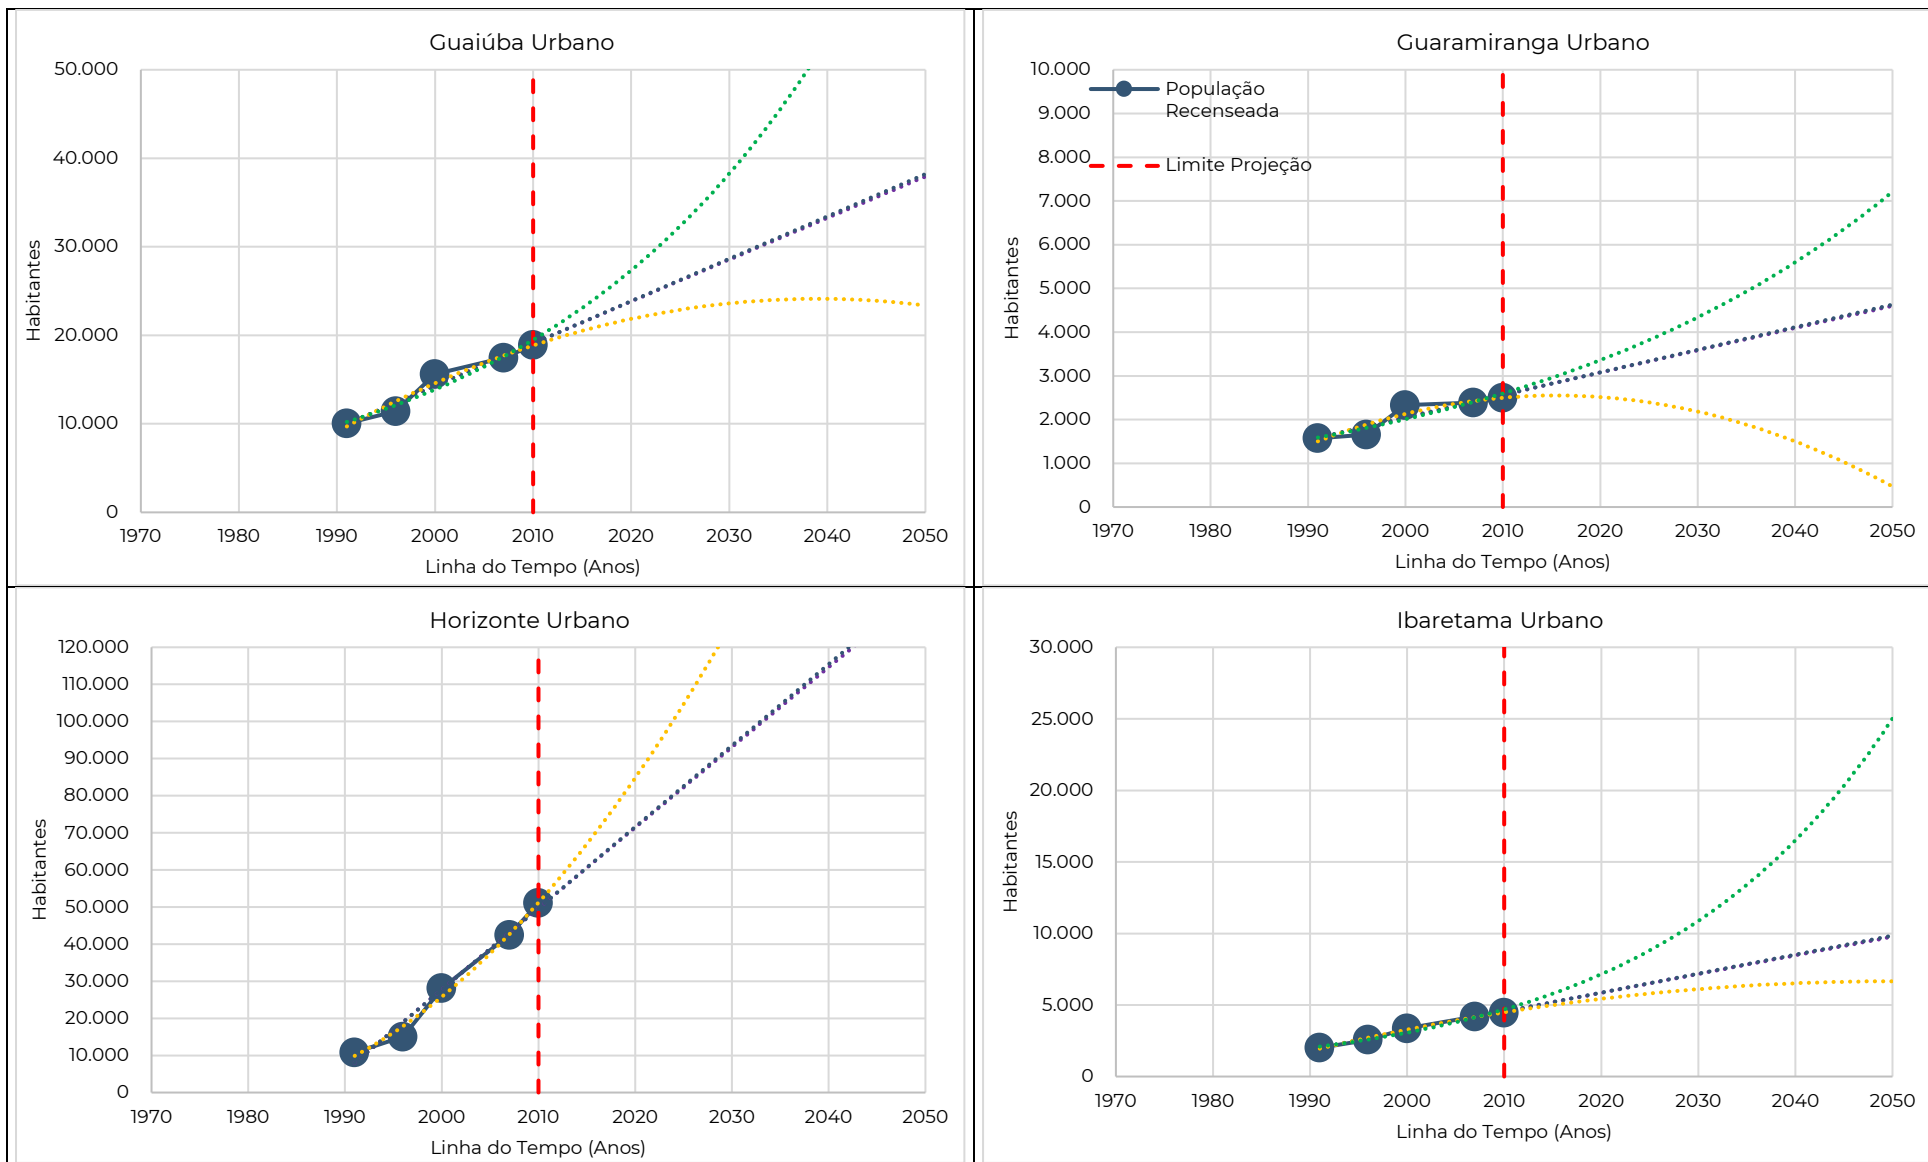 Guaiúba Urbano
50.000
40.000
30.000
20.000
10.000
0
Habitantes
1970 1980 1990 2000 2010 2020 2030 2040 2050
Linha do Tempo (Anos)
Guaramiranga Urbano
10.000
9.000
8.000
7.000
6.000
5.000
4.000
3.000
2.000
1.000
0
Habitantes
População
Recenseada
Limite Projeção
1970 1980 1990 2000 2010 2020 2030 2040 2050
Linha do Tempo (Anos)
Horizonte Urbano
120.000
110.000
100.000
90.000
80.000
70.000
60.000
50.000
40.000
30.000
20.000
10.000
0
Habitantes
1970 1980 1990 2000 2010 2020 2030 2040 2050
Linha do Tempo (Anos)
Ibaretama Urbano
30.000
25.000
20.000
15.000
10.000
5.000
0
Habitantes
1970 1980 1990 2000 2010 2020 2030 2040 2050
Linha do Tempo (Anos)